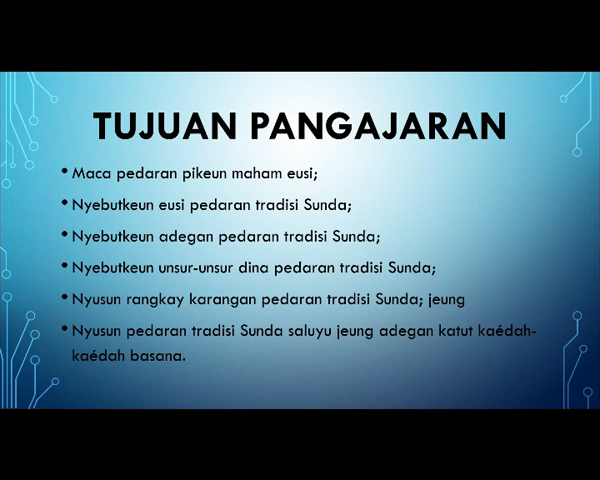 TUJUAN PANGAJARAN
• Maca pedaran pikeun maham eusi;
• Nyebutkeun eusi pedaran tradisi Sunda;
• Nyebutkeun adegan pedaran tradisi Sunda;
• Nyebutkeun unsur-unsur dina pedaran tradisi Sunda;
• Nyusun rangkay karangan pedaran tradisi Sunda; jeung
• Nyusun pedaran tradisi Sunda saluyu jeung adegan katut kaédah-
kaédah basana.